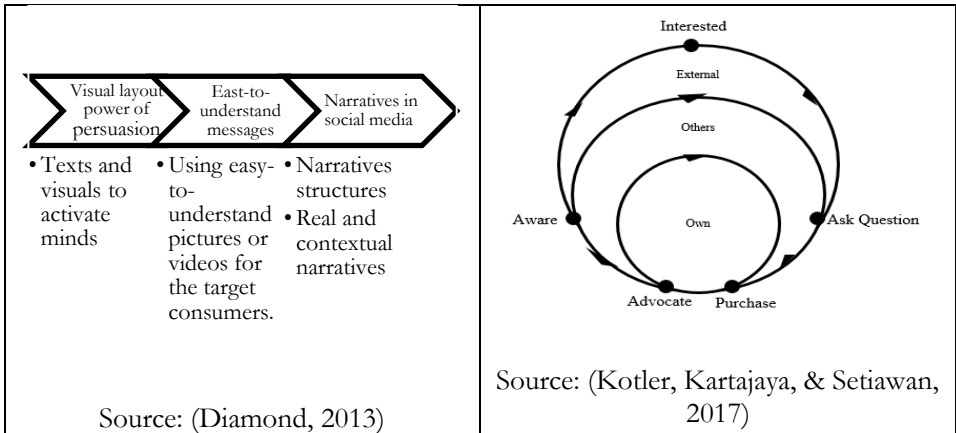 Visual layout
power of
persuasion
East-to-
understand
messages
Narratives in
social media
• Texts and
visuals to
activate
minds
• Using easy-
to-
understand
pictures or
videos for
the target
consumers.
• Narratives
structures
• Real and
contextual
narratives
Source: (Diamond, 2013)
Interested
External
Others
Own
Aware
Ask Question
Advocate
Purchase
Source: (Kotler, Kartajaya, & Setiawan,
2017)